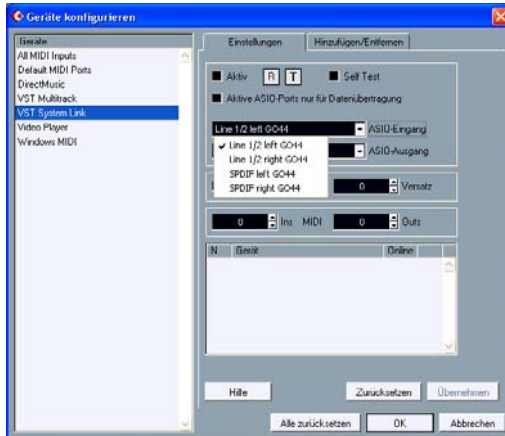 Geräte konfigurieren
Geräte
All MIDI Inputs
Default MIDI Ports
DirectMusic
VST Multitrack
VST System Link
Video Player
Windows MIDI
Einstellungen
Hinzufügen/Entfernen
Aktiv R T Self Test
Aktive ASIO-Ports nur für Datenübertragung
Line 1/2 left GO44 ASIO-Eingang
Line 1/2 left GO44
ASIO-Ausgang
Line 1/2 right GO44
SPDIF left GO44
SPDIF right GO44
0 Versatz
0 Ins MIDI 0 Outs
N Gerät Online
Hilfe Zurücksetzen Übernehmen
Alle zurücksetzen OK Abbrechen